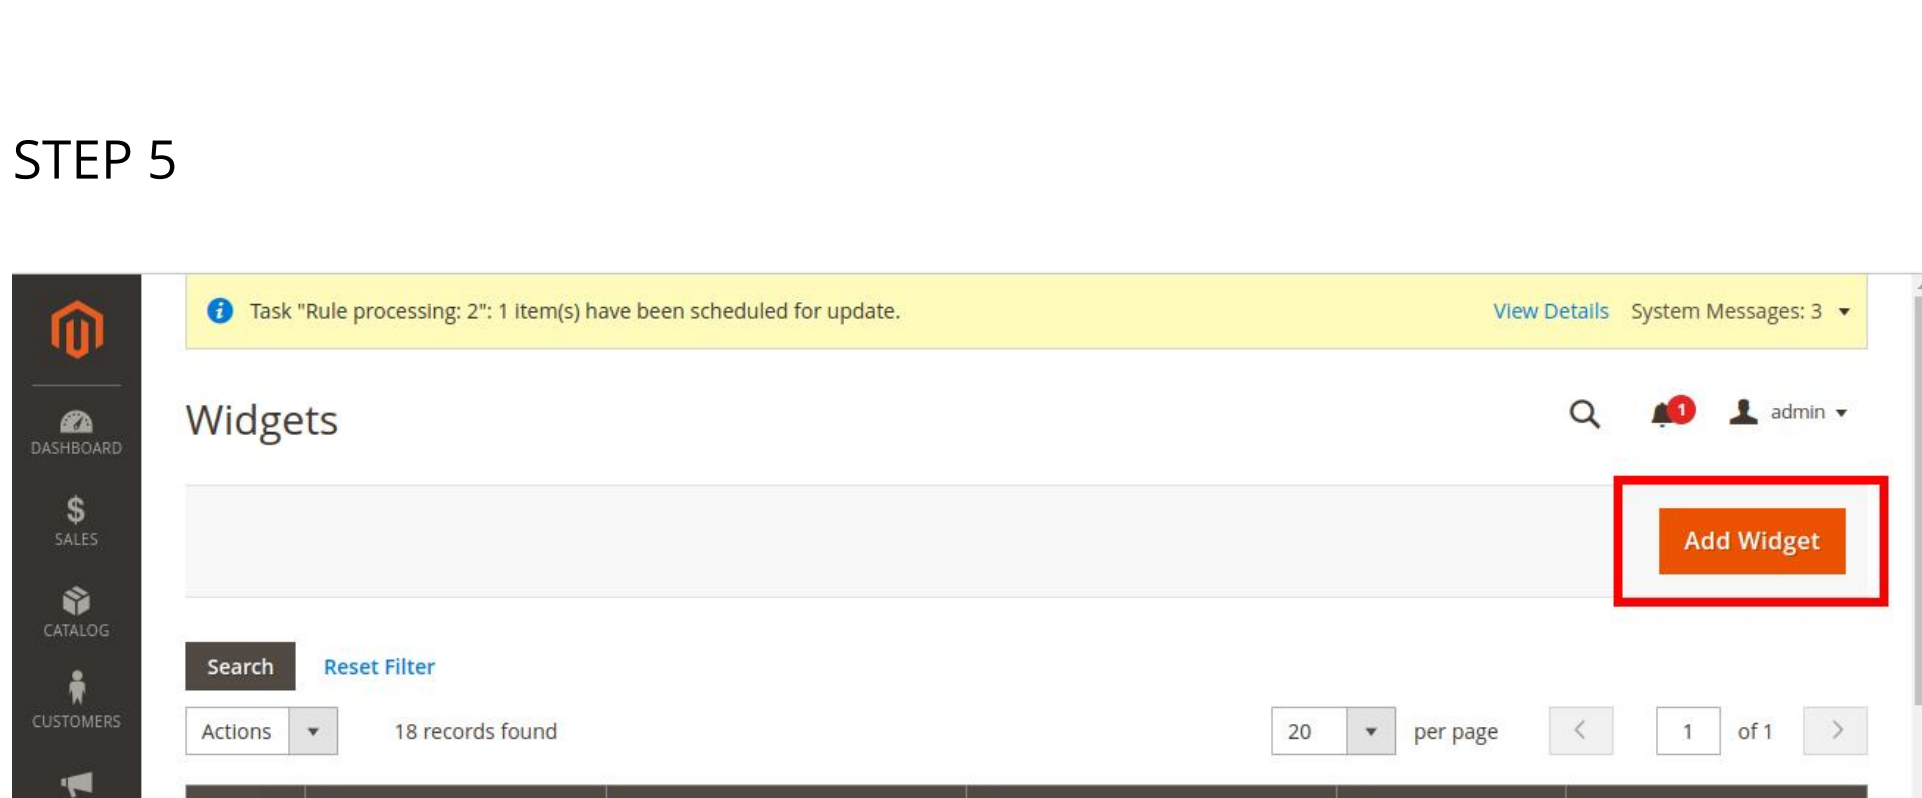 STEP 5
Task "Rule processing: 2": 1 item(s) have been scheduled for update.
View Details System Messages: 3
Widgets
1
admin
DASHBOARD
$
SALES
Add Widget
CATALOG
Search Reset Filter
CUSTOMERS
Actions 18 records found 20 per page 1 of 1